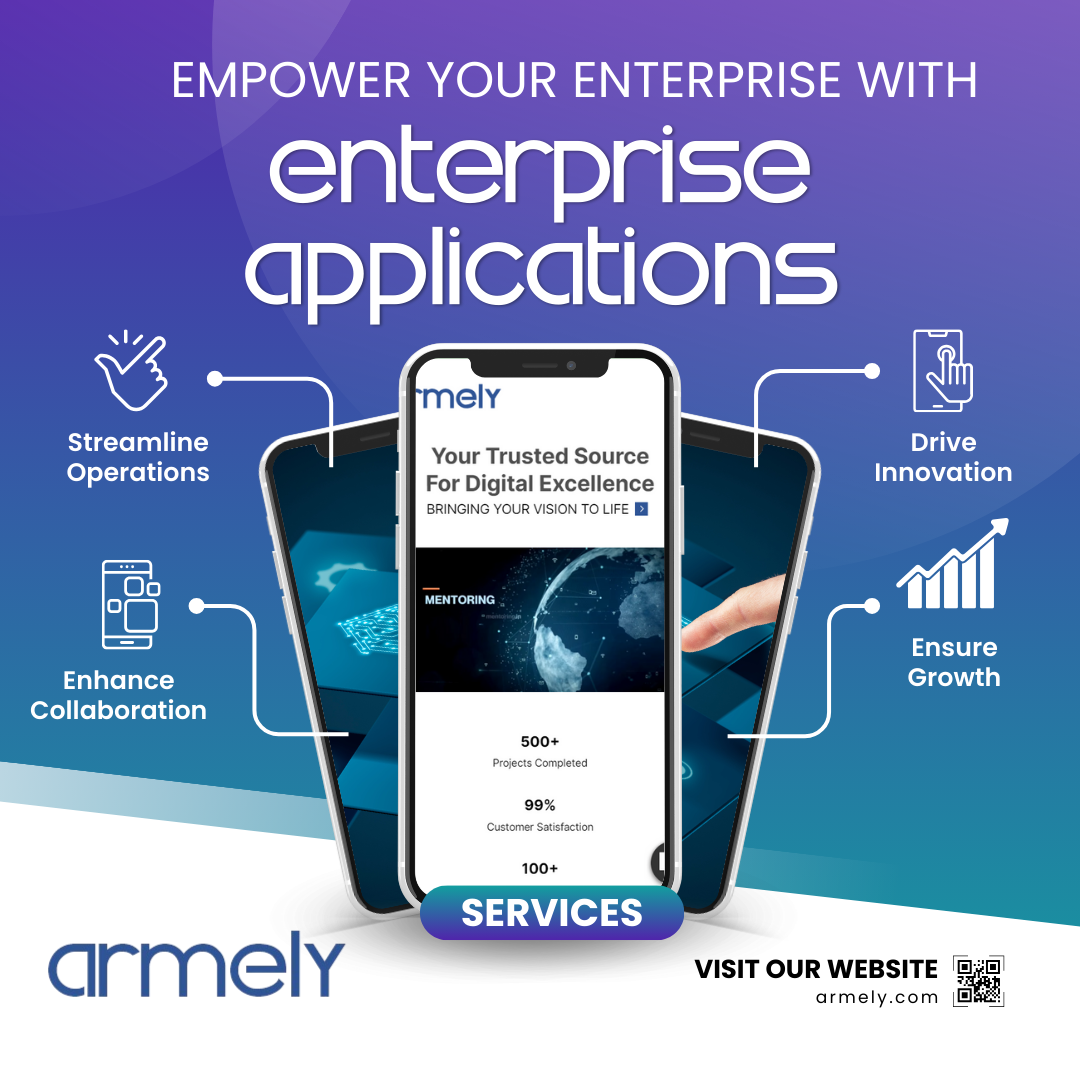 EMPOWER YOUR ENTERPRISE WITH
enterprise
applications
Streamline
Operations
Drive
Innovation
Enhance
Collaboration
Ensure
Growth
rmely
Your Trusted Source
For Digital Excellence
BRINGING YOUR VISION TO LIFE
MENTORING
500+
Projects Completed
99%
Customer Satisfaction
100+
SERVICES
armely
VISIT OUR WEBSITE
armely.com